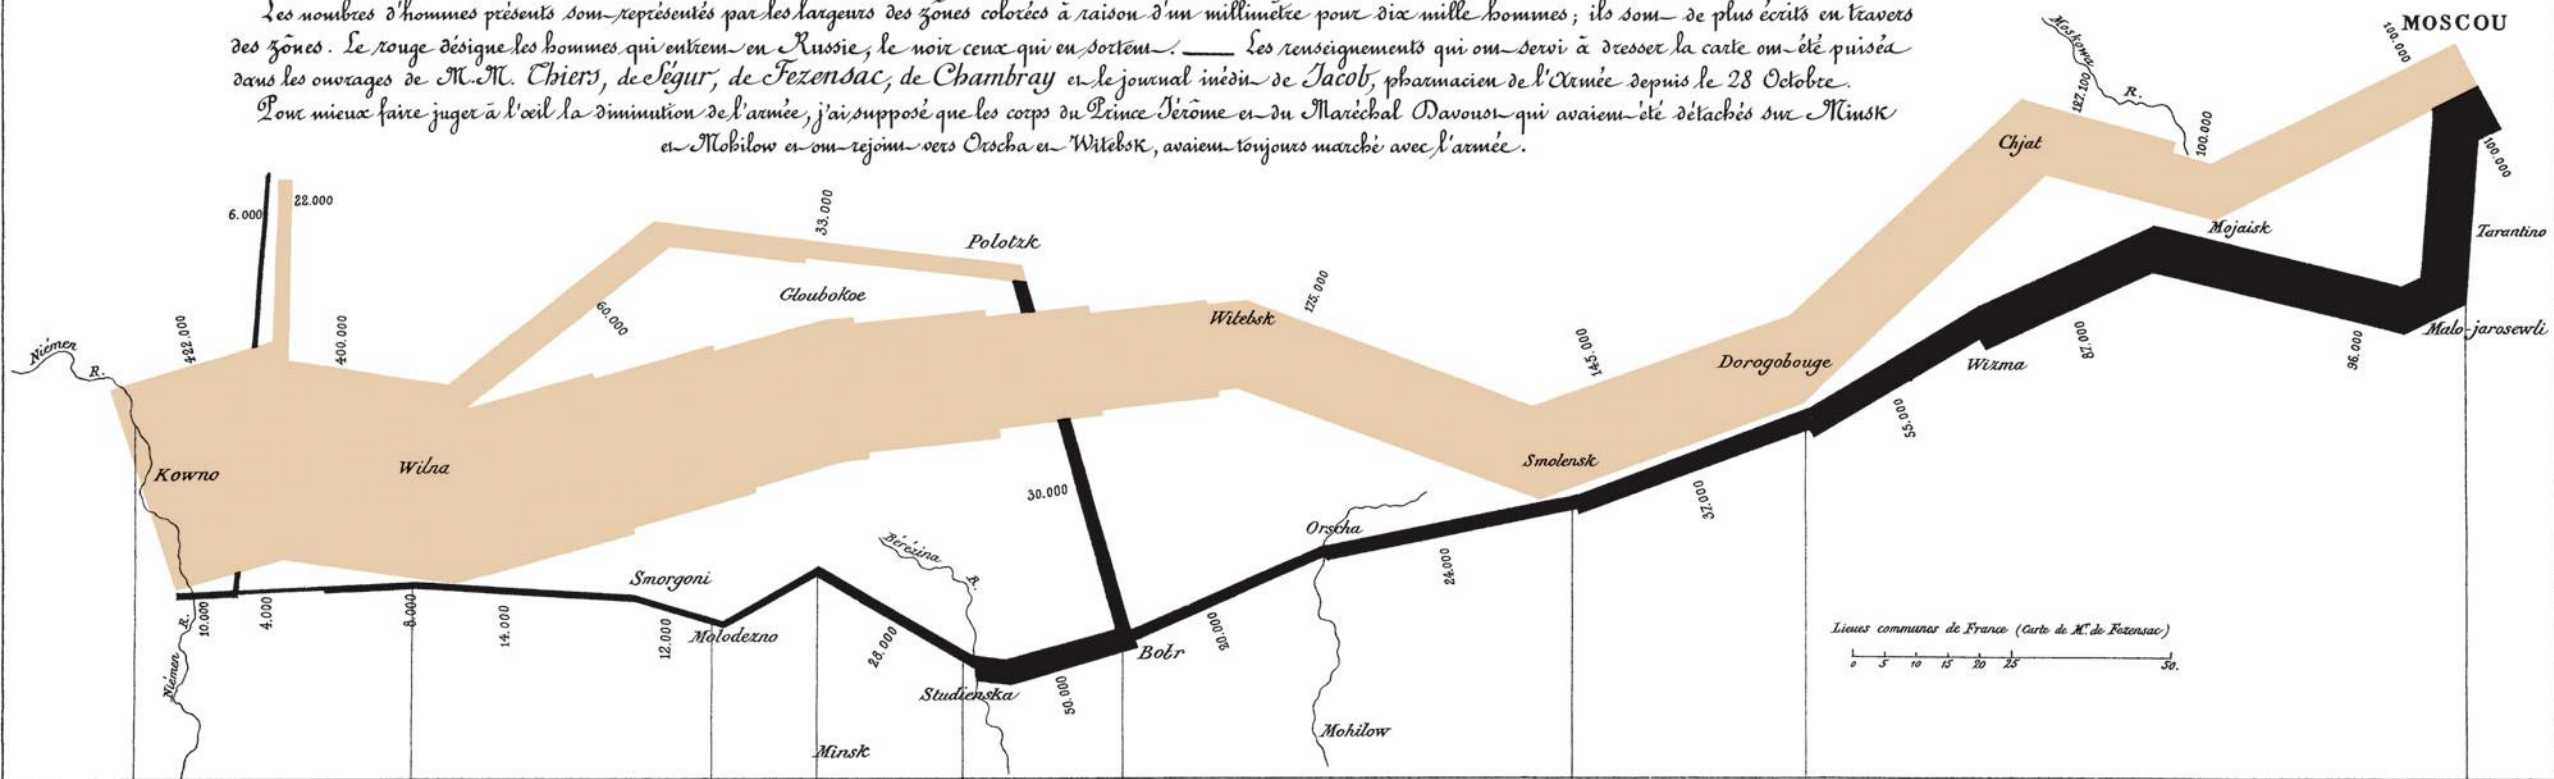 Les nombres d'hommes présents sont représentés par les largeurs des zônes colorées à raison d'un millimètre pour dix mille hommes; ils sont de plus écrits en travers
des zônes. Le rouge désigne les hommes qui entrent en Russie, le noir ceux qui en sortent. — Les renseignements qui ont servi à dresser la carte ont été puisés
dans les ouvrages de M.M. Thiers, de Ségur, de Fezensac, de Chambray et le journal inédit de Jacob, pharmacien de l'Armée depuis le 28 Octobre.
Pour mieux faire juger à l'œil la diminution de l'armée, j'ai supposé que les corps du Prince Jérôme et du Maréchal Davoust qui avaient été détachés sur Minsk
et Mohilow et ont rejoint vers Orscha et Witebsk, avaient toujours marché avec l'armée.
MOSCOU
100.000
Moskowa
R.
127.100
100.000
Chjat
100.000
Mojaisk
Tarantino
Malo-jarosewli
6.000
22.000
33.000
Polotzk
Gloubokoe
60.000
422.000
400.000
Niémen
R.
175.000
Witebsk
145.000
Dorogobouge
Wizma
87.000
96.000
55.000
Kowno
Wilna
Smolensk
37.000
30.000
Orscha
24.000
Bérézina
R.
Smorgoni
Molodezno
10.000
4.000
8.000
14.000
12.000
28.000
20.000
Bobr
50.000
Studienska
R.
Niémen
Minsk
Mohilow
Lieues communes de France (Carte de M. de Fezensac)
0 5 10 15 20 25 50.